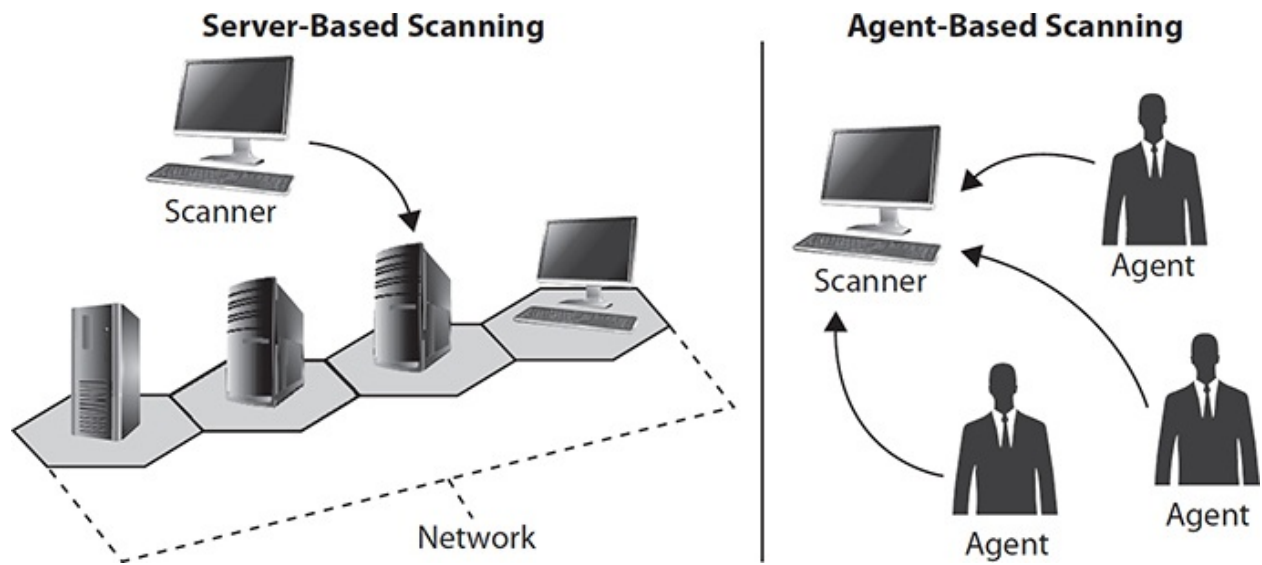 Server-Based Scanning
Scanner
Network
Agent-Based Scanning
Scanner
Agent
Agent
Agent